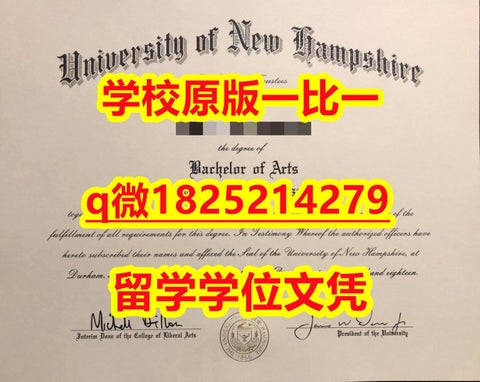 University of New Hampshire
Trustees
学校原版一比一
the degree of
Bachelor of Arts
q微1825214279
fulfillment of all requirements for this degree. In Testimony Whereof the authorized officers have
hereto subscribed their names and affixed the Seal of the University of New Hampshire, at
Durham,
and eighteen.
留学学位文凭
Interim Dean of the College of Liberal Arts
President of the University